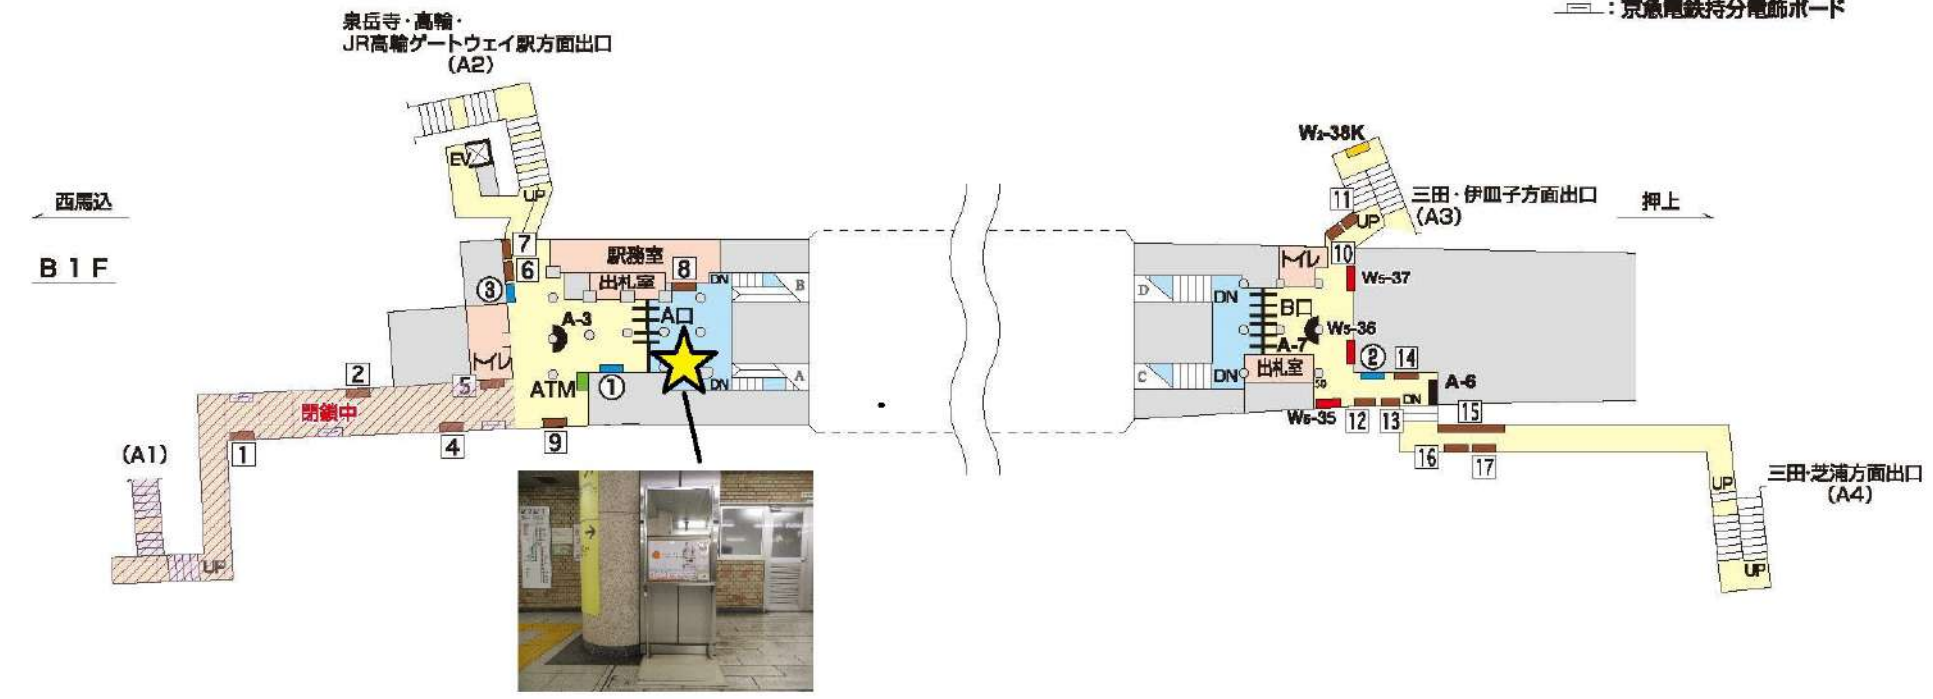 泉岳寺・高輪・
JR高輪ゲートウェイ駅方面出口
(A2)
: 京急電鉄持分電飾ボード
EV
UP
西馬込
B1F
7
6
③
駅務室
出札室
8
DN
B
A-3
A口
トイレ
ATM
①
DN
A
2
5
閉鎖中
1
4
9
(A1)
UP
W₂-38K
11
UP
三田・伊皿子方面出口
(A3)
押上
トイレ
10
W₅-37
D
DN
B口
W₅-36
A-7
②
14
C
DN
出札室
A-6
DN
W₅-35
12
13
15
16
17
UP
三田・芝浦方面出口
(A4)
UP